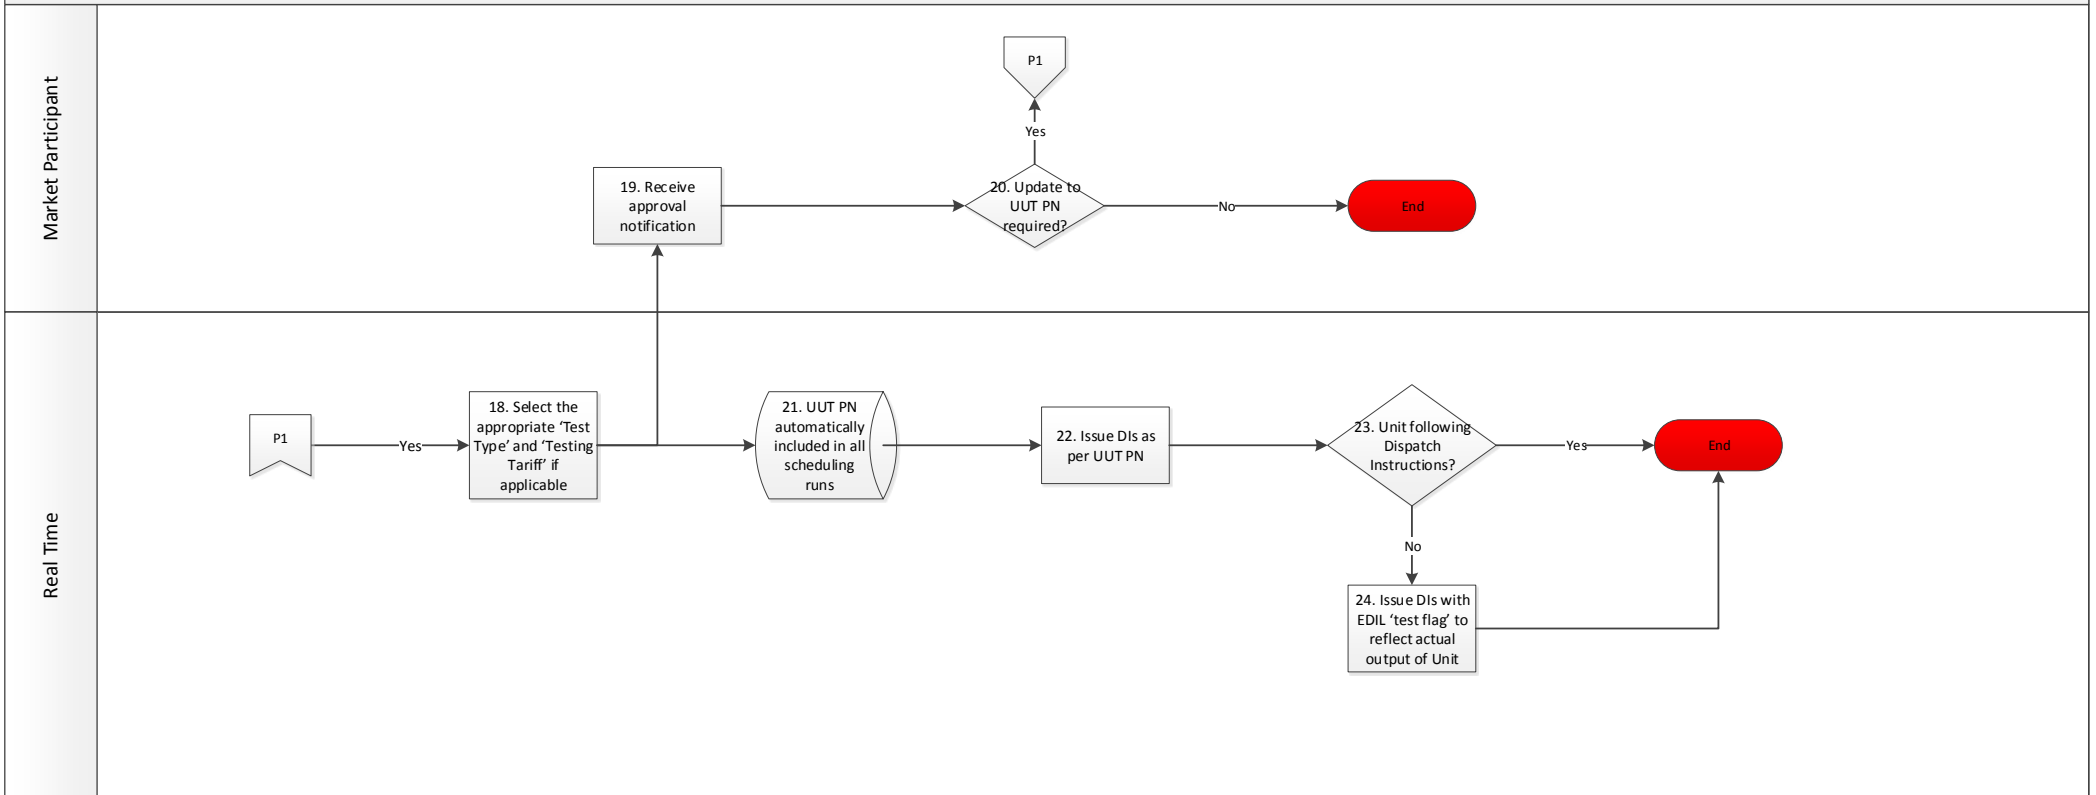 Market Participant
P1
Yes
19. Receive
approval
notification
20. Update to
UUT PN
required?
No
End
Real Time
P1
Yes
18. Select the
appropriate ‘Test
Type’ and ‘Testing
Tariff’ if
applicable
21. UUT PN
automatically
included in all
scheduling
runs
22. Issue DIs as
per UUT PN
23. Unit following
Dispatch
Instructions?
Yes
End
No
24. Issue DIs with
EDIL ‘test flag’ to
reflect actual
output of Unit